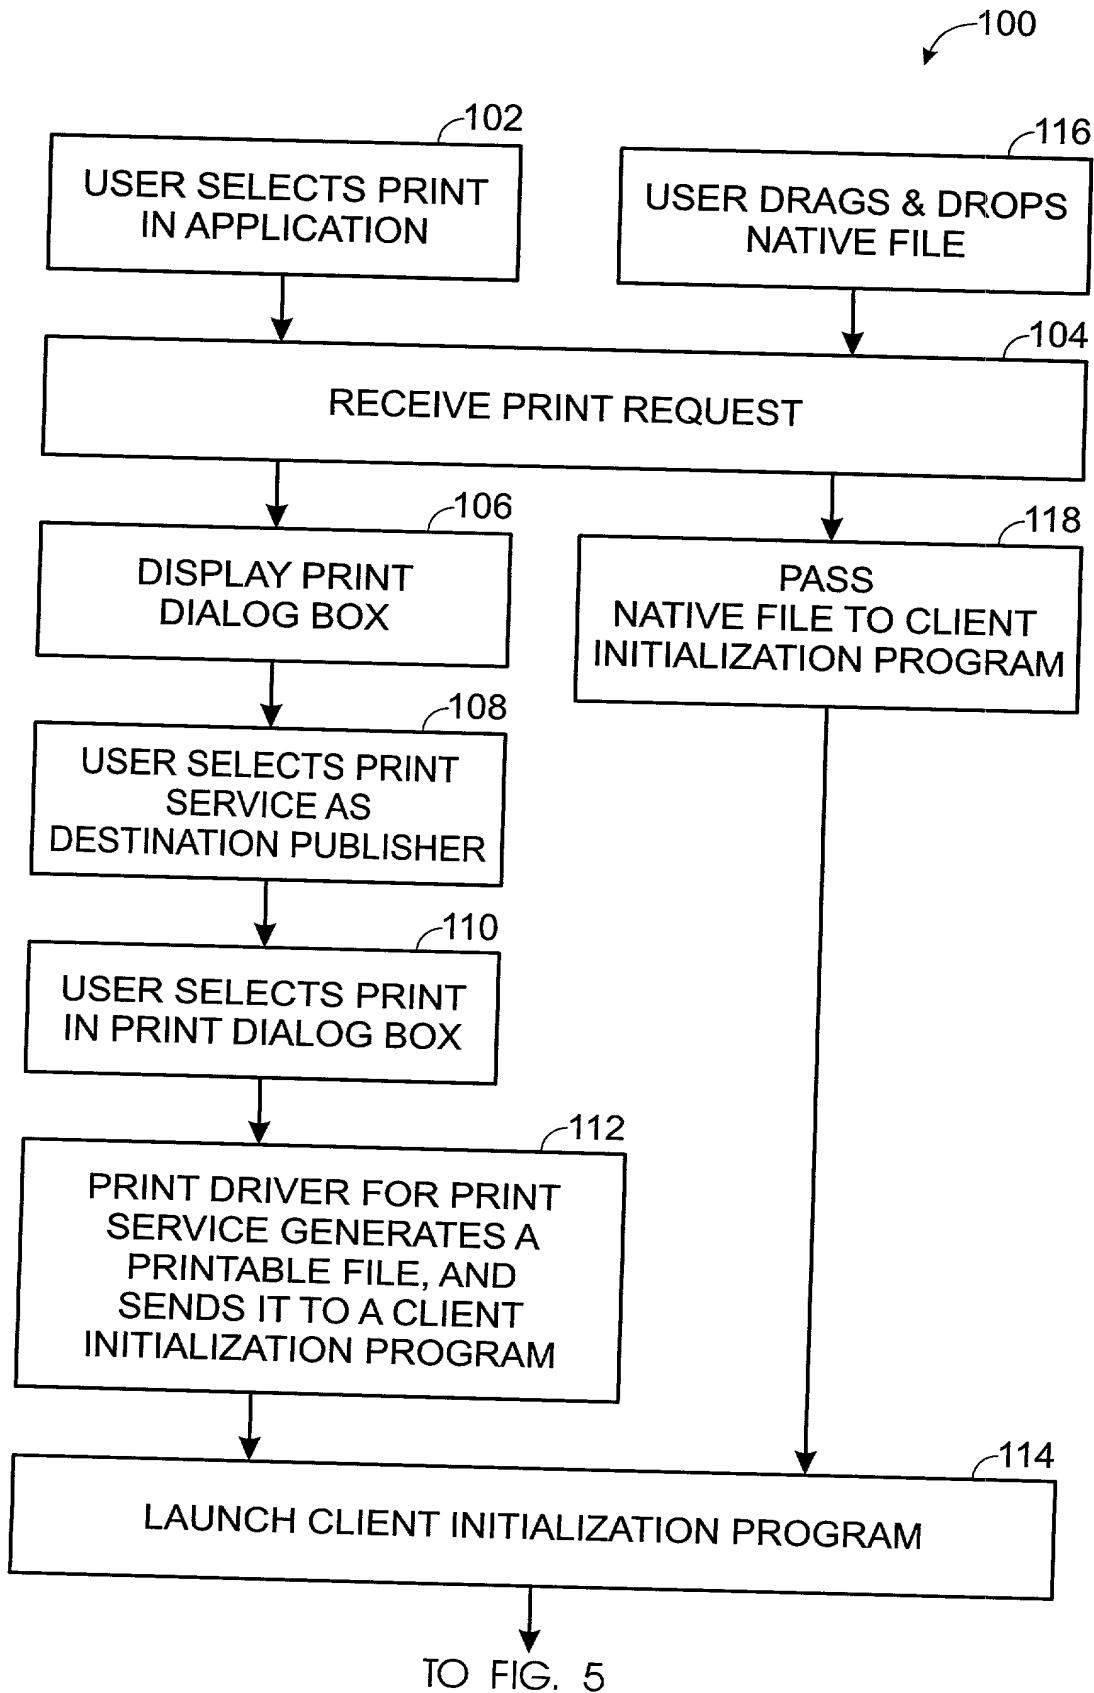 100
102
USER SELECTS PRINT
IN APPLICATION
116
USER DRAGS & DROPS
NATIVE FILE
104
RECEIVE PRINT REQUEST
106
DISPLAY PRINT
DIALOG BOX
118
PASS
NATIVE FILE TO CLIENT
INITIALIZATION PROGRAM
108
USER SELECTS PRINT
SERVICE AS
DESTINATION PUBLISHER
110
USER SELECTS PRINT
IN PRINT DIALOG BOX
112
PRINT DRIVER FOR PRINT
SERVICE GENERATES A
PRINTABLE FILE, AND
SENDS IT TO A CLIENT
INITIALIZATION PROGRAM
114
LAUNCH CLIENT INITIALIZATION PROGRAM
TO FIG. 5